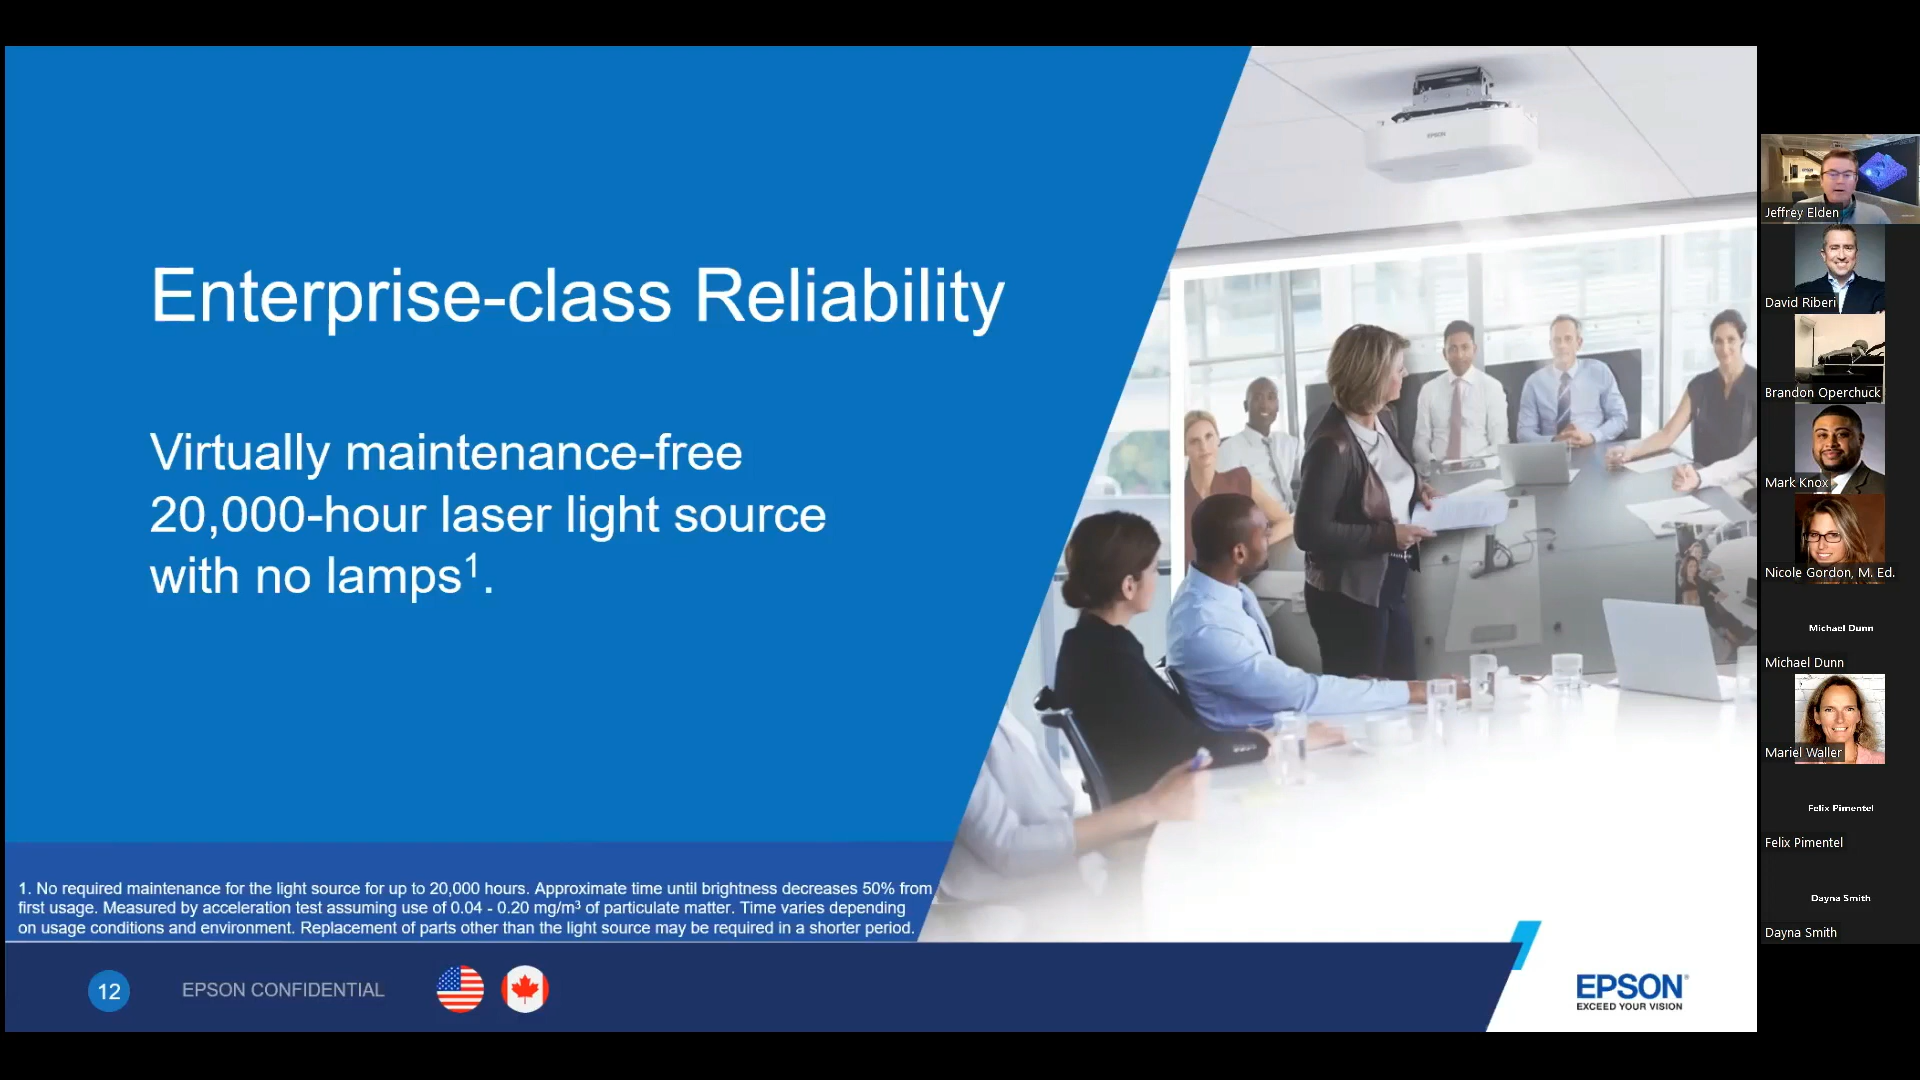 Enterprise-class Reliability
Virtually maintenance-free
20,000-hour laser light source
with no lamps¹.
1. No required maintenance for the light source for up to 20,000 hours. Approximate time until brightness decreases 50% from
first usage. Measured by acceleration test assuming use of 0.04 - 0.20 mg/m³ of particulate matter. Time varies depending
on usage conditions and environment. Replacement of parts other than the light source may be required in a shorter period.
12
EPSON CONFIDENTIAL
EPSON®
EXCEED YOUR VISION
EPSON
Jeffrey Elden
David Riberi
Brandon Operchuck
Mark Knox
Nicole Gordon, M. Ed.
Michael Dunn
Michael Dunn
Mariel Waller
Felix Pimentel
Felix Pimentel
Dayna Smith
Dayna Smith